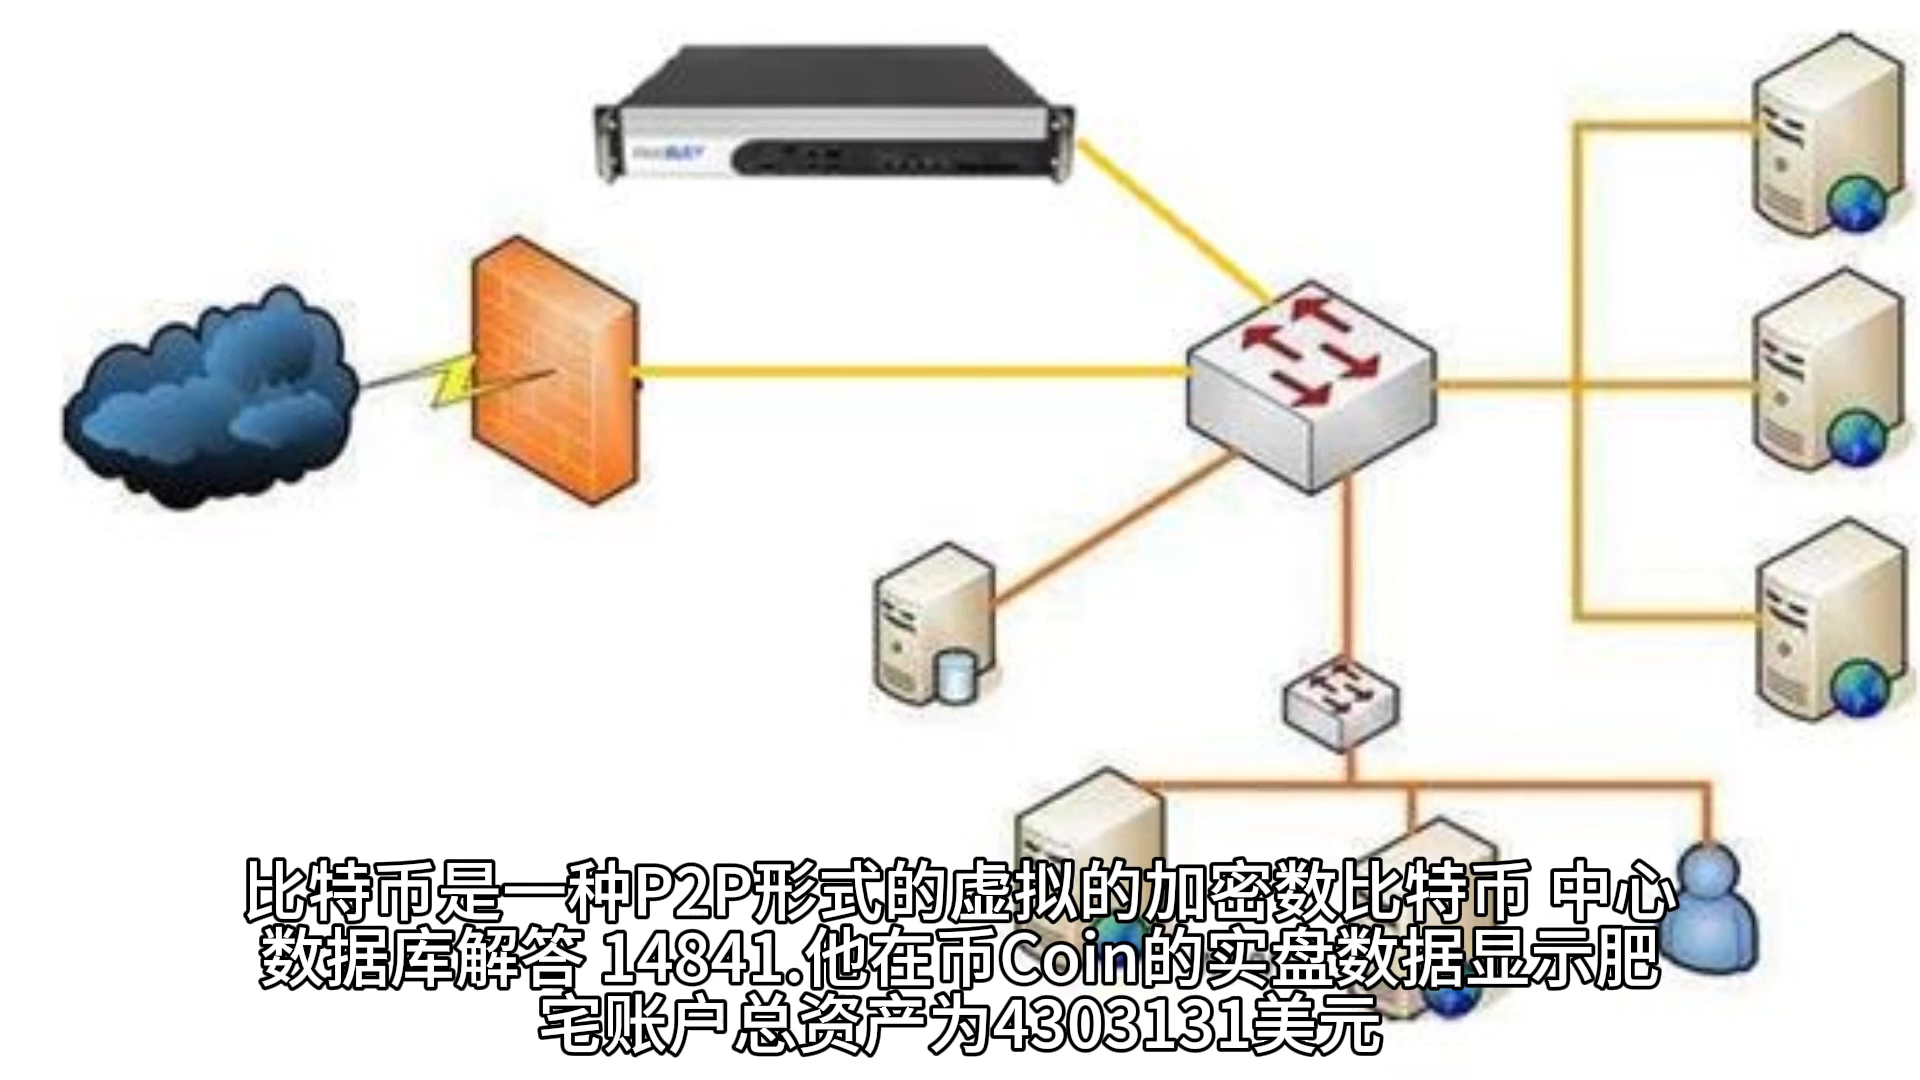 比特币是一种P2P形式的虚拟的加密数比特币 中心
数据库解答 14841.他在币Coin的实盘数据显示肥
宅账户总资产为4303131美元